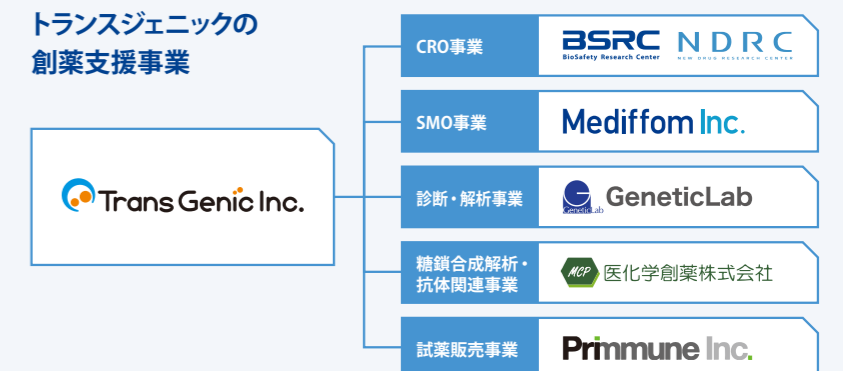 トランスジェニックの
創薬支援事業
Trans Genic Inc.
CRO事業
BSRC
BioSafety Research Center
NDRC
NEW DRUG RESEARCH CENTER
SMO事業
Mediffom Inc.
診断・解析事業
GeneticLab
GeneticLab
糖鎖合成解析・
抗体関連事業
MCP
医化学創薬株式会社
試薬販売事業
Primmune Inc.